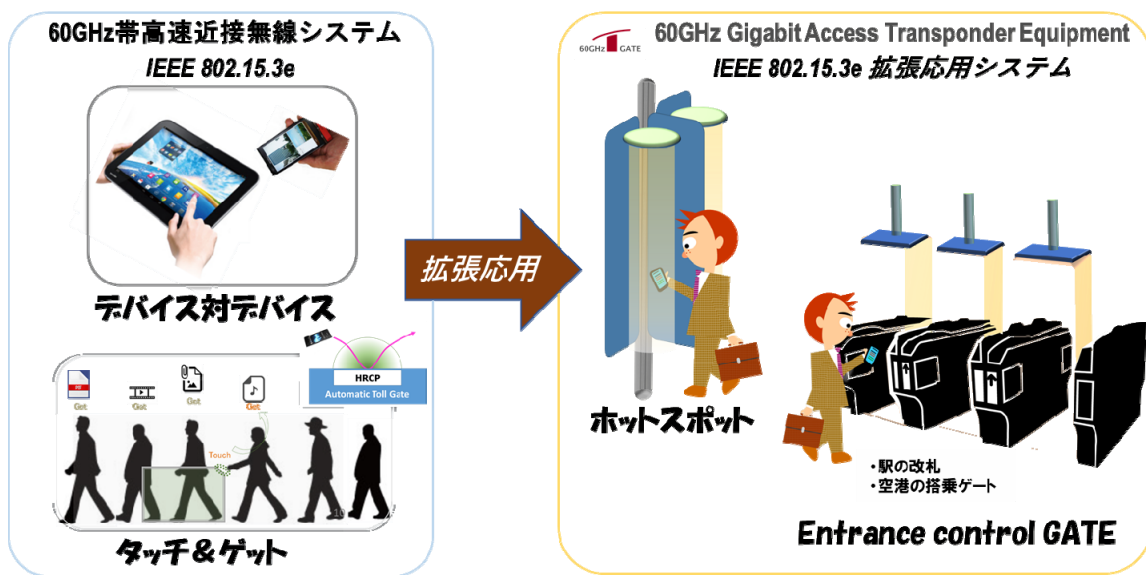 60GHz帯高速近接無線システム
IEEE 802.15.3e
デバイス対デバイス
HRCP
Automatic Toll Gate
Get
Get
Get
Get
Touch
10
タッチ＆ゲット
拡張応用
60GHz GATE
60GHz Gigabit Access Transponder Equipment
IEEE 802.15.3e 拡張応用システム
ホットスポット
・駅の改札
・空港の搭乗ゲート
Entrance control GATE